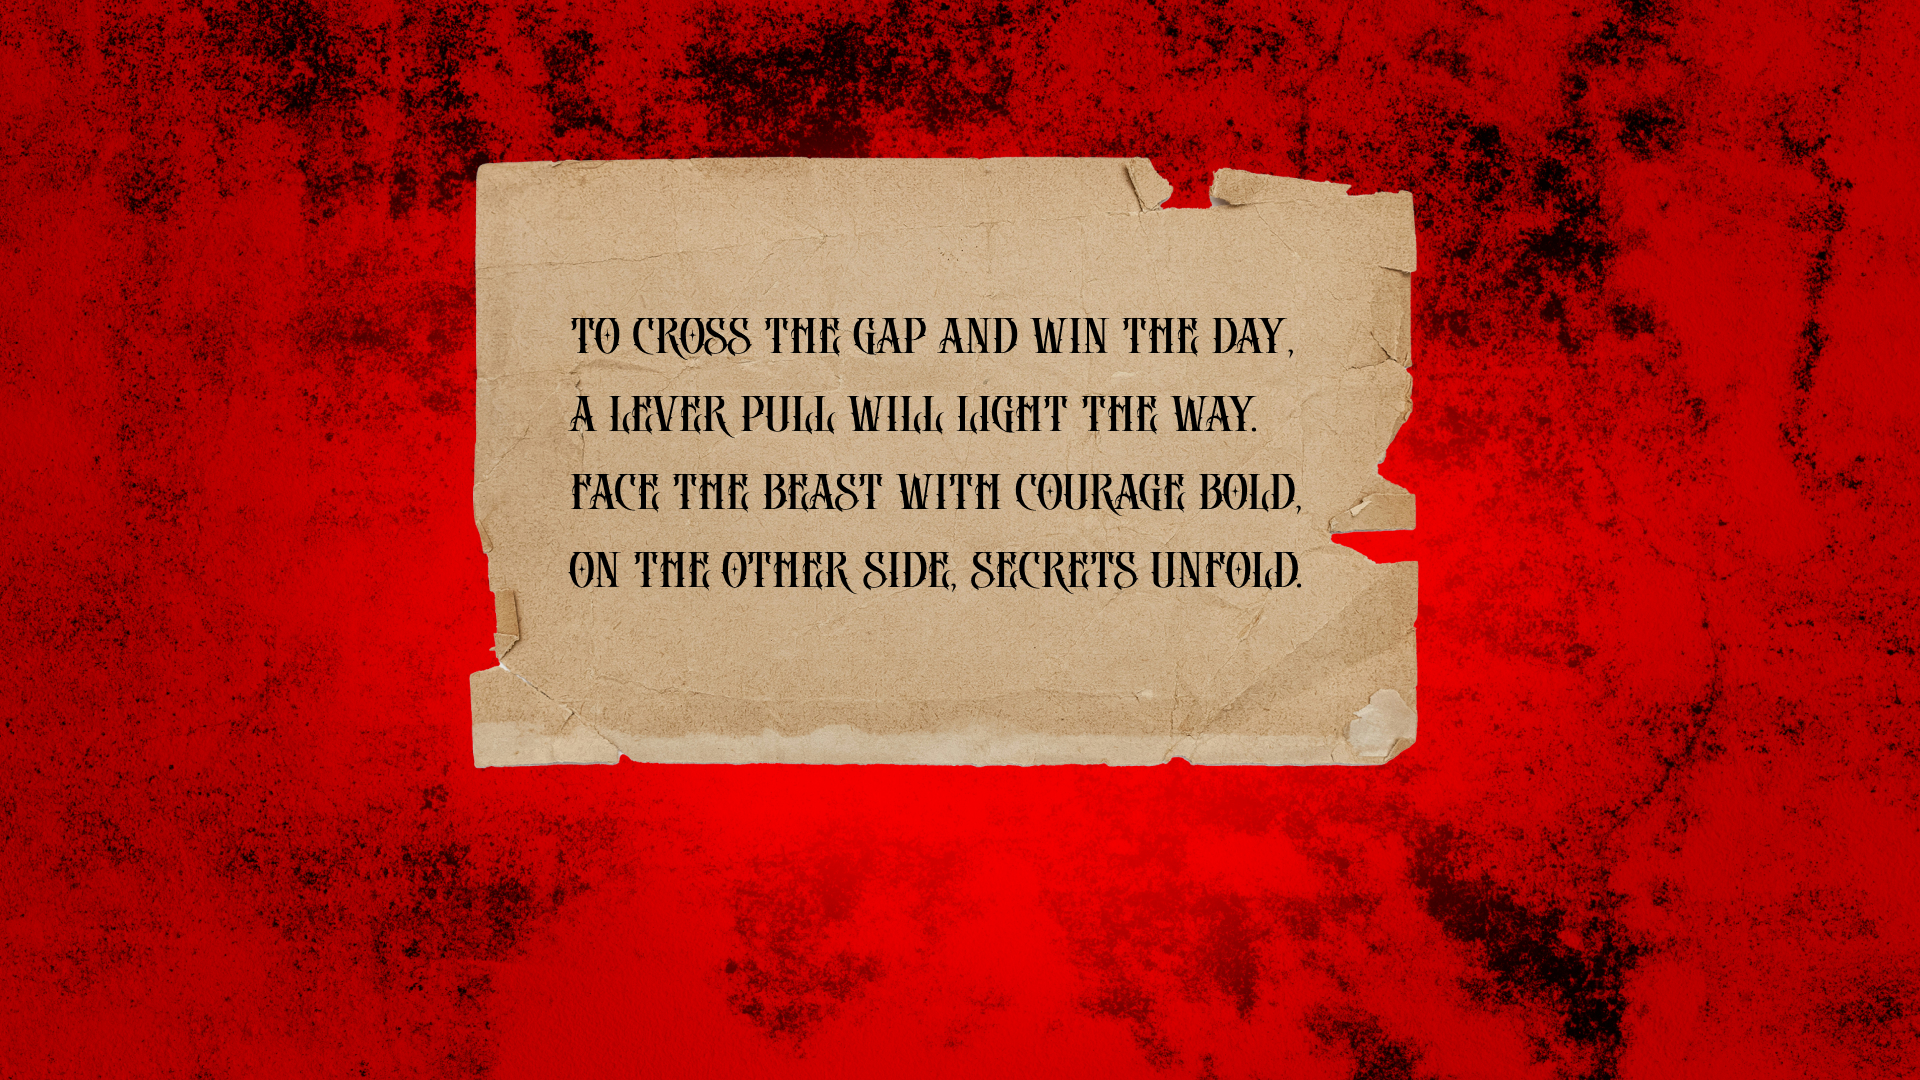 TO CROSS THE GAP AND WIN THE DAY,
A LEVER PULL WILL LIGHT THE WAY.
FACE THE BEAST WITH COURAGE BOLD,
ON THE OTHER SIDE, SECRETS UNFOLD.